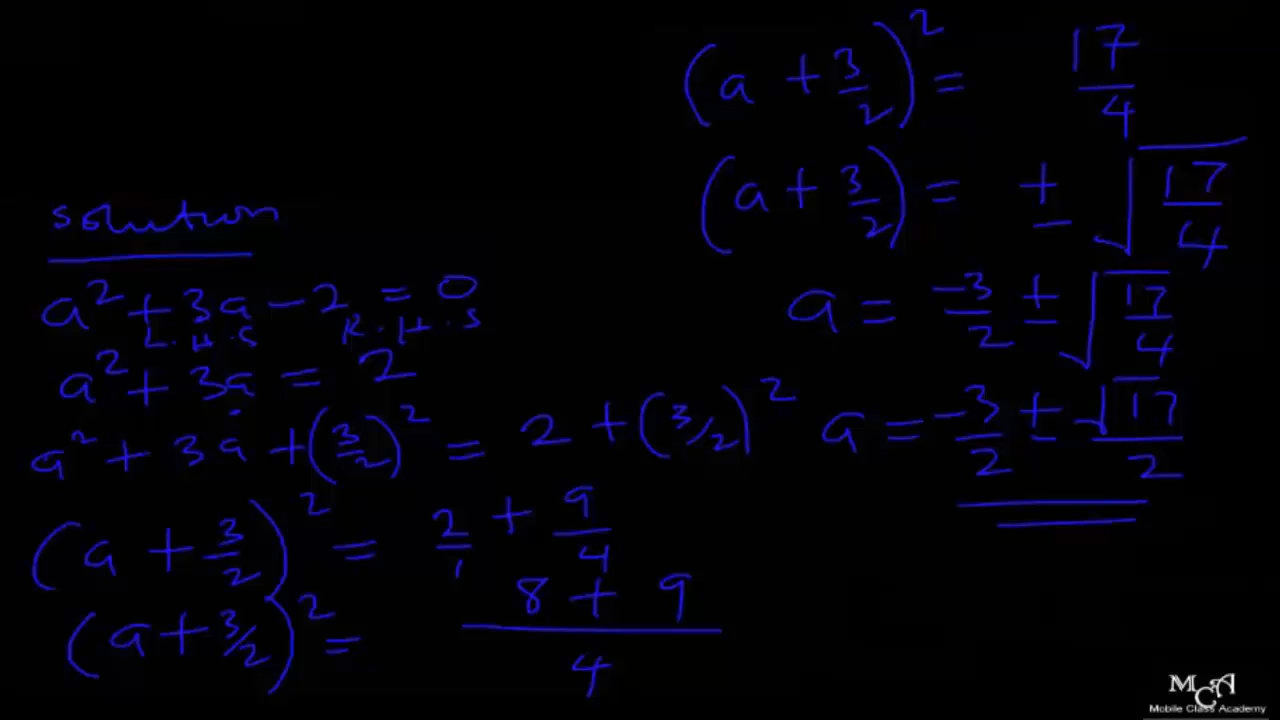 solution
a² + 3a - 2 = 0
L.H.S R.H.S
a² + 3a = 2
a² + 3a + (3/2)² = 2 + (3/2)²
(a + 3/2)² = 2/1 + 9/4
(a + 3/2)² = 8 + 9 / 4
(a + 3/2)² = 17/4
(a + 3/2) = ± √17/4
a = -3/2 ± √17/4
a = -3/2 ± √17/2
MCA
Mobile Class Academy